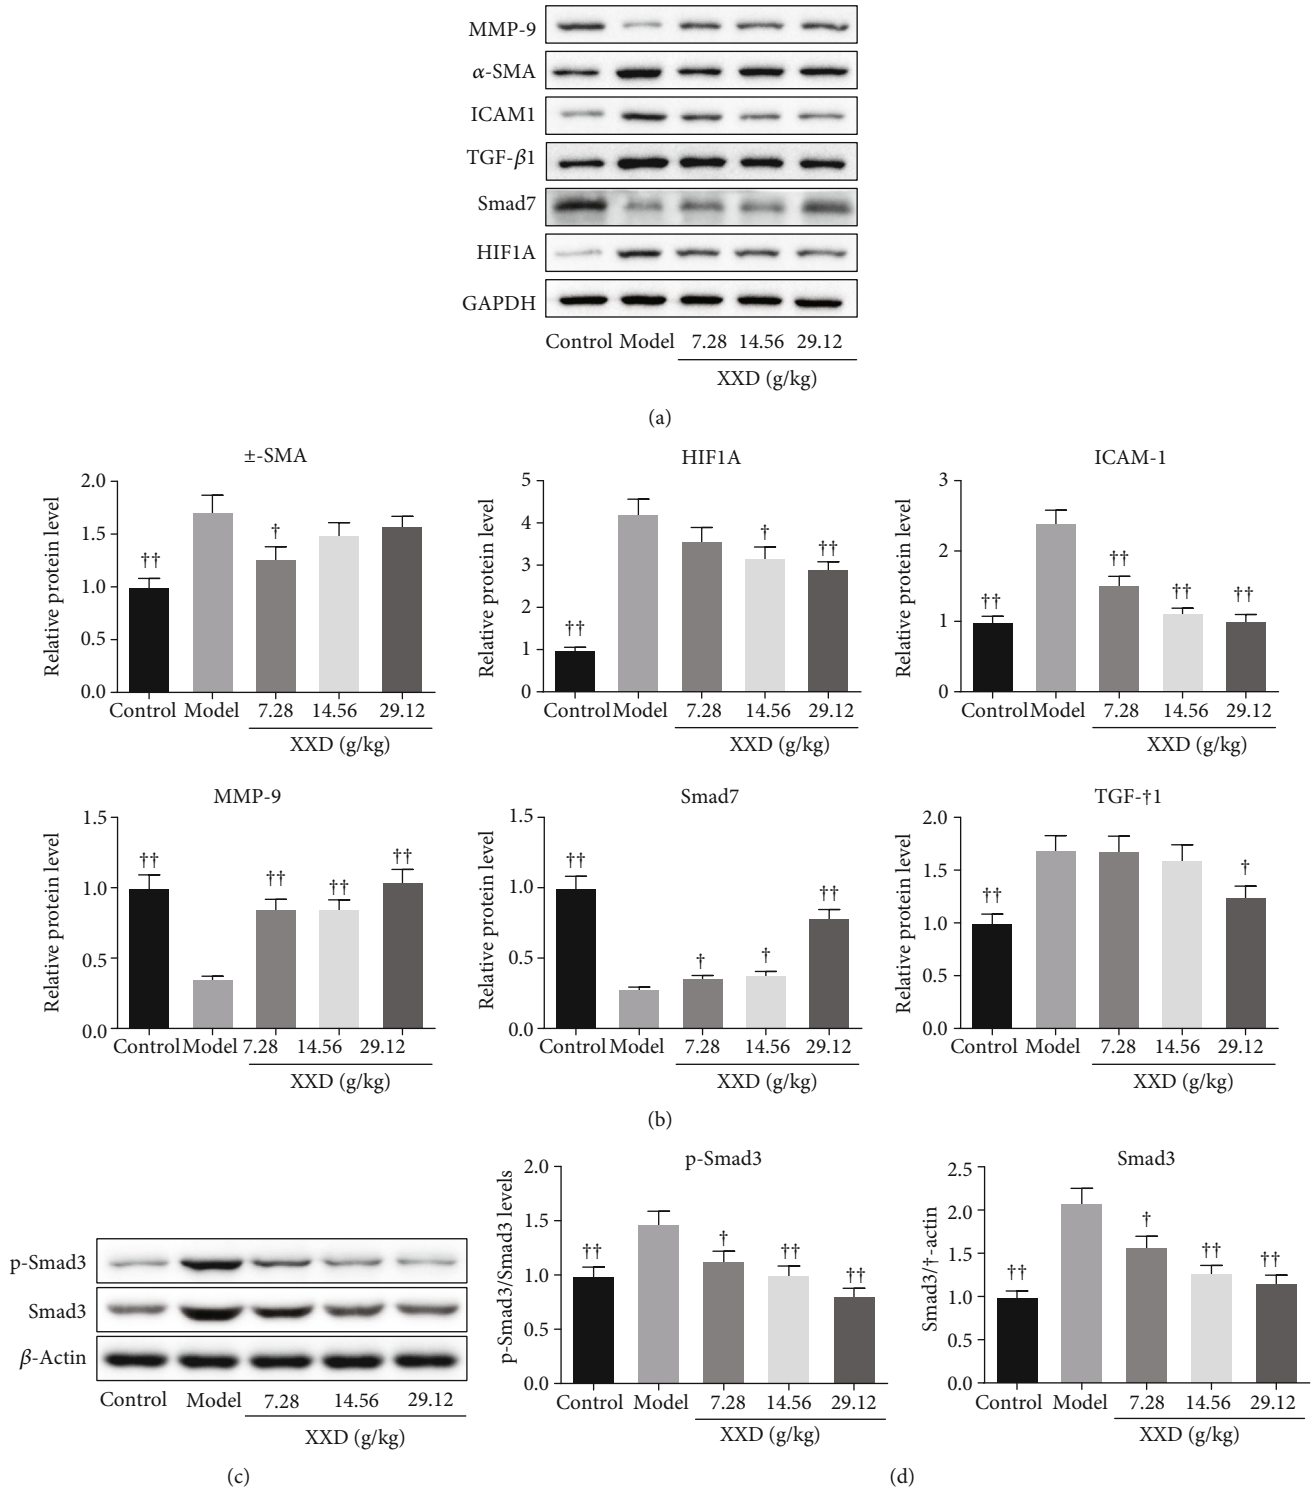 MMP-9
α-SMA
ICAM1
TGF-β1
Smad7
HIF1A
GAPDH
Control Model 7.28 14.56 29.12
XXD (g/kg)
(a)
±-SMA
Relative protein level
2.0
1.5
1.0
0.5
0.0
††
†
Control Model 7.28 14.56 29.12
XXD (g/kg)
HIF1A
Relative protein level
5
4
3
2
1
0
††
†
††
Control Model 7.28 14.56 29.12
XXD (g/kg)
ICAM-1
Relative protein level
3
2
1
0
††
††
††
††
Control Model 7.28 14.56 29.12
XXD (g/kg)
MMP-9
Relative protein level
1.5
1.0
0.5
0.0
††
††
††
††
Control Model 7.28 14.56 29.12
XXD (g/kg)
Smad7
Relative protein level
1.5
1.0
0.5
0.0
††
†
†
††
Control Model 7.28 14.56 29.12
XXD (g/kg)
TGF-†1
Relative protein level
2.0
1.5
1.0
0.5
0.0
††
†
Control Model 7.28 14.56 29.12
XXD (g/kg)
(b)
p-Smad3
Smad3
β-Actin
Control Model 7.28 14.56 29.12
XXD (g/kg)
(c)
p-Smad3
p-Smad3/Smad3 levels
2.0
1.5
1.0
0.5
0.0
††
†
††
††
Control Model 7.28 14.56 29.12
XXD (g/kg)
Smad3
Smad3/†-actin
2.5
2.0
1.5
1.0
0.5
0.0
††
†
††
††
Control Model 7.28 14.56 29.12
XXD (g/kg)
(d)